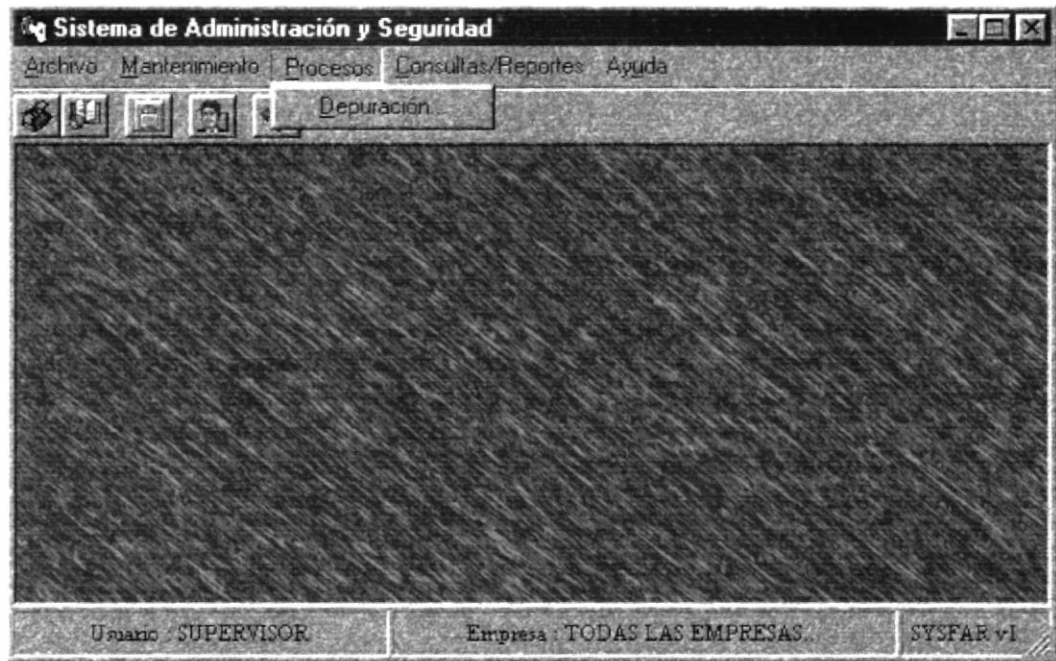 Sistema de Administración y Seguridad
Archivo Mantenimiento Procesos Consultas/Reportes Ayuda
Depuración...
Usuario : SUPERVISOR Empresa : TODAS LAS EMPRESAS. SYSFAR v1